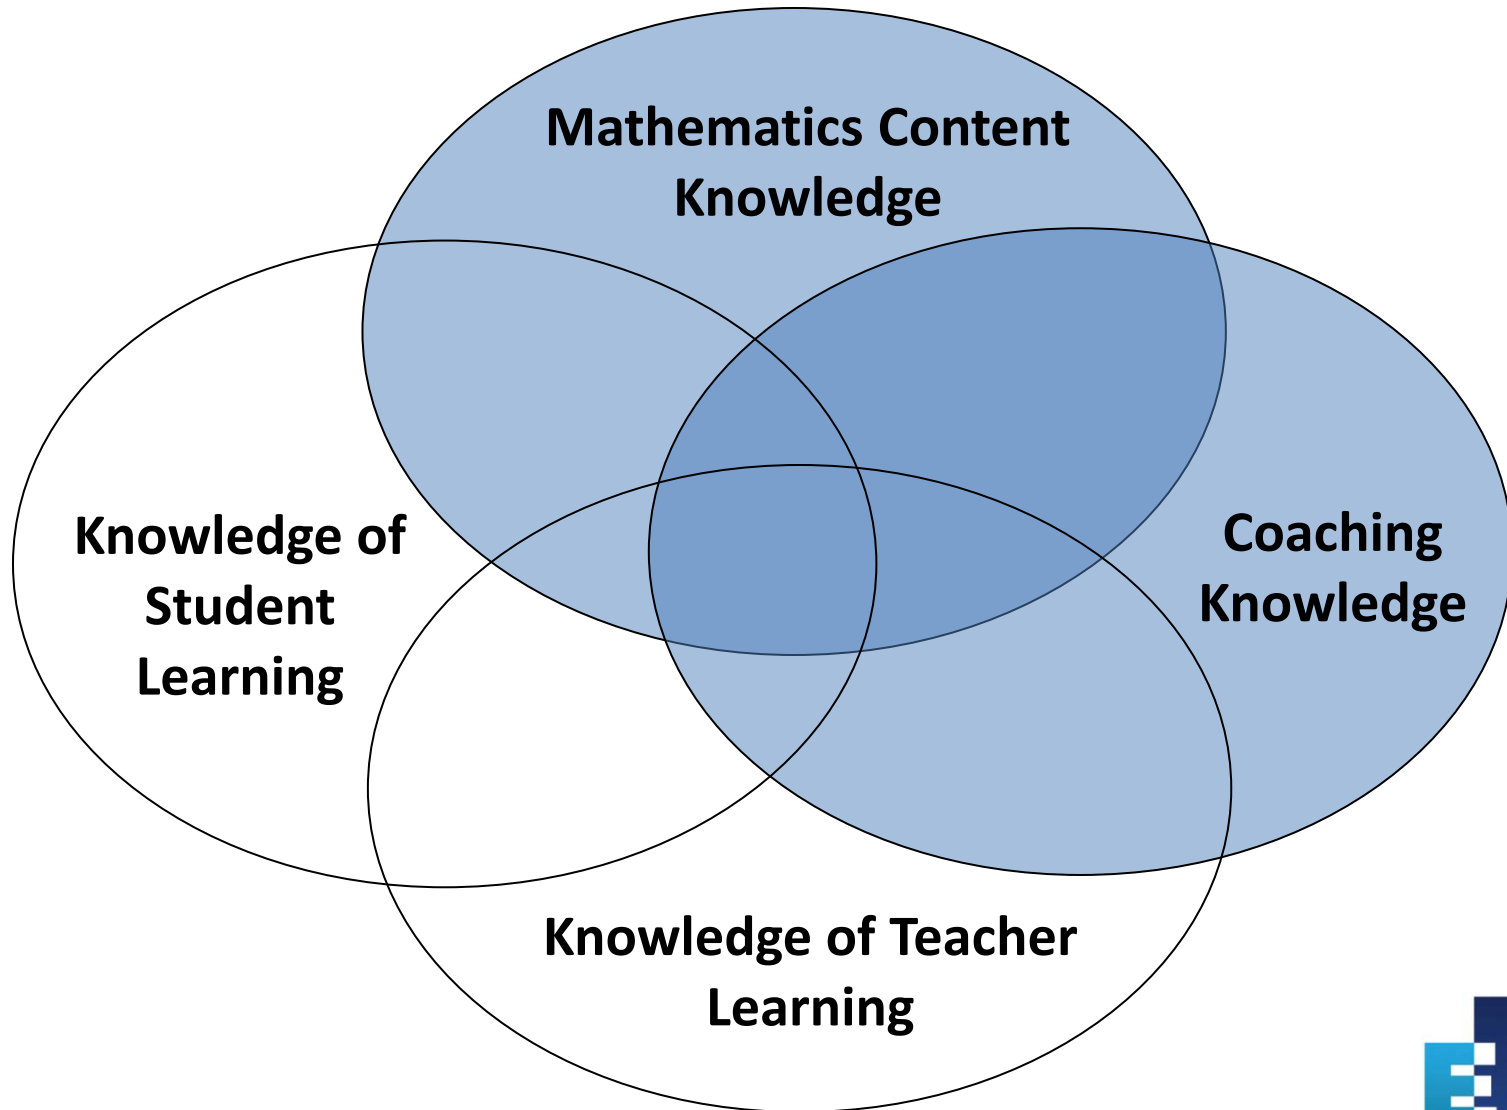 Mathematics Content
Knowledge
Knowledge of
Student
Learning
Coaching
Knowledge
Knowledge of Teacher
Learning